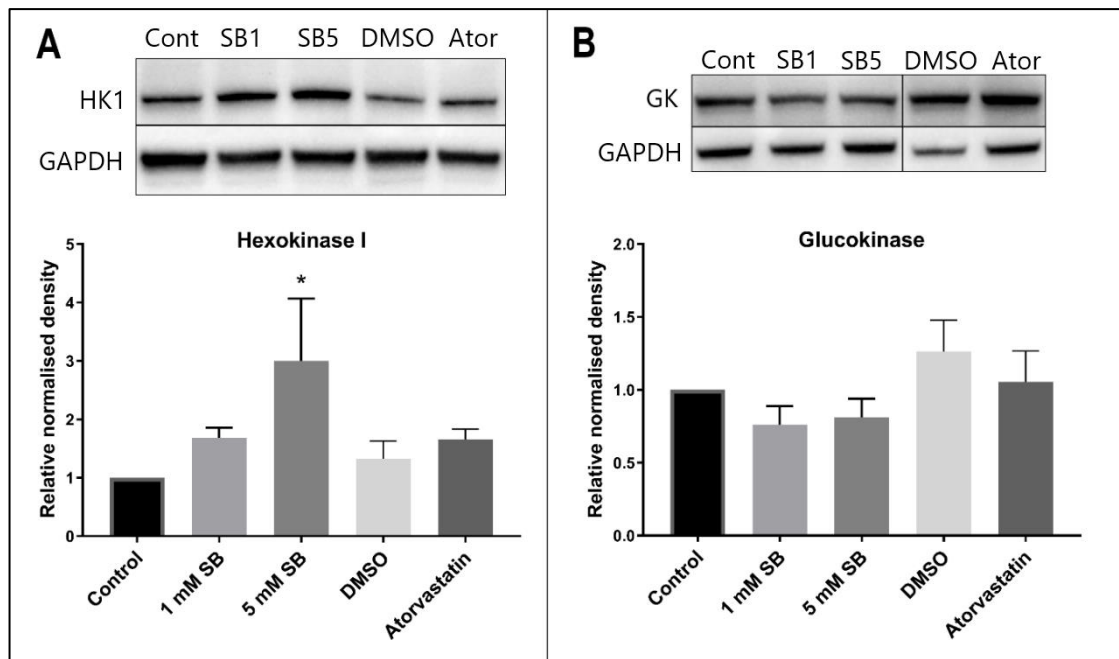 A
Cont SB1 SB5 DMSO Ator
HK1
GAPDH
Hexokinase I
Relative normalised density
5
4
3
2
1
0
*
Control
1 mM SB
5 mM SB
DMSO
Atorvastatin
B
Cont SB1 SB5 DMSO Ator
GK
GAPDH
Glucokinase
Relative normalised density
2.0
1.5
1.0
0.5
0.0
Control
1 mM SB
5 mM SB
DMSO
Atorvastatin